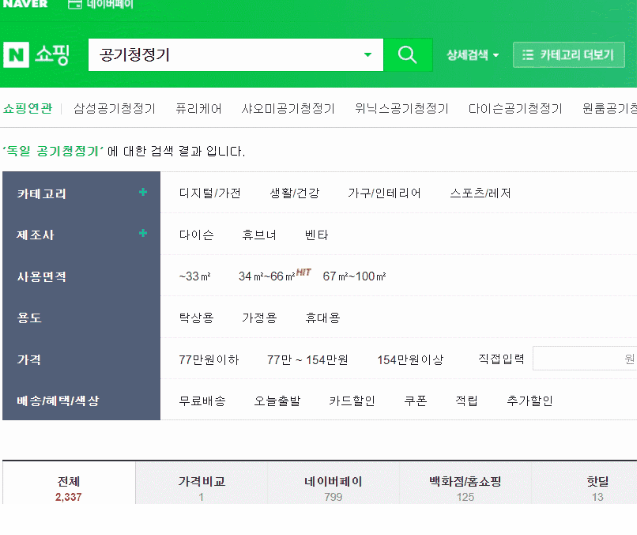 NAVER 네이버페이
N 쇼핑 공기청정기 상세검색 카테고리 더보기
쇼핑연관 삼성공기청정기 퓨리케어 샤오미공기청정기 위닉스공기청정기 다이슨공기청정기 원룸공기청
'독일 공기청정기' 에 대한 검색 결과 입니다.
카테고리 + 디지털/가전 생활/건강 가구/인테리어 스포츠/레저
제조사 + 다이슨 휴브너 벤타
사용면적 ~33㎡ 34㎡~66㎡ HIT 67㎡~100㎡
용도 탁상용 가정용 휴대용
가격 77만원이하 77만 ~ 154만원 154만원이상 직접입력 원
배송/혜택/색상 무료배송 오늘출발 카드할인 쿠폰 적립 추가할인
전체 가격비교 네이버페이 백화점/홈쇼핑 핫딜
2,337 1 799 125 13